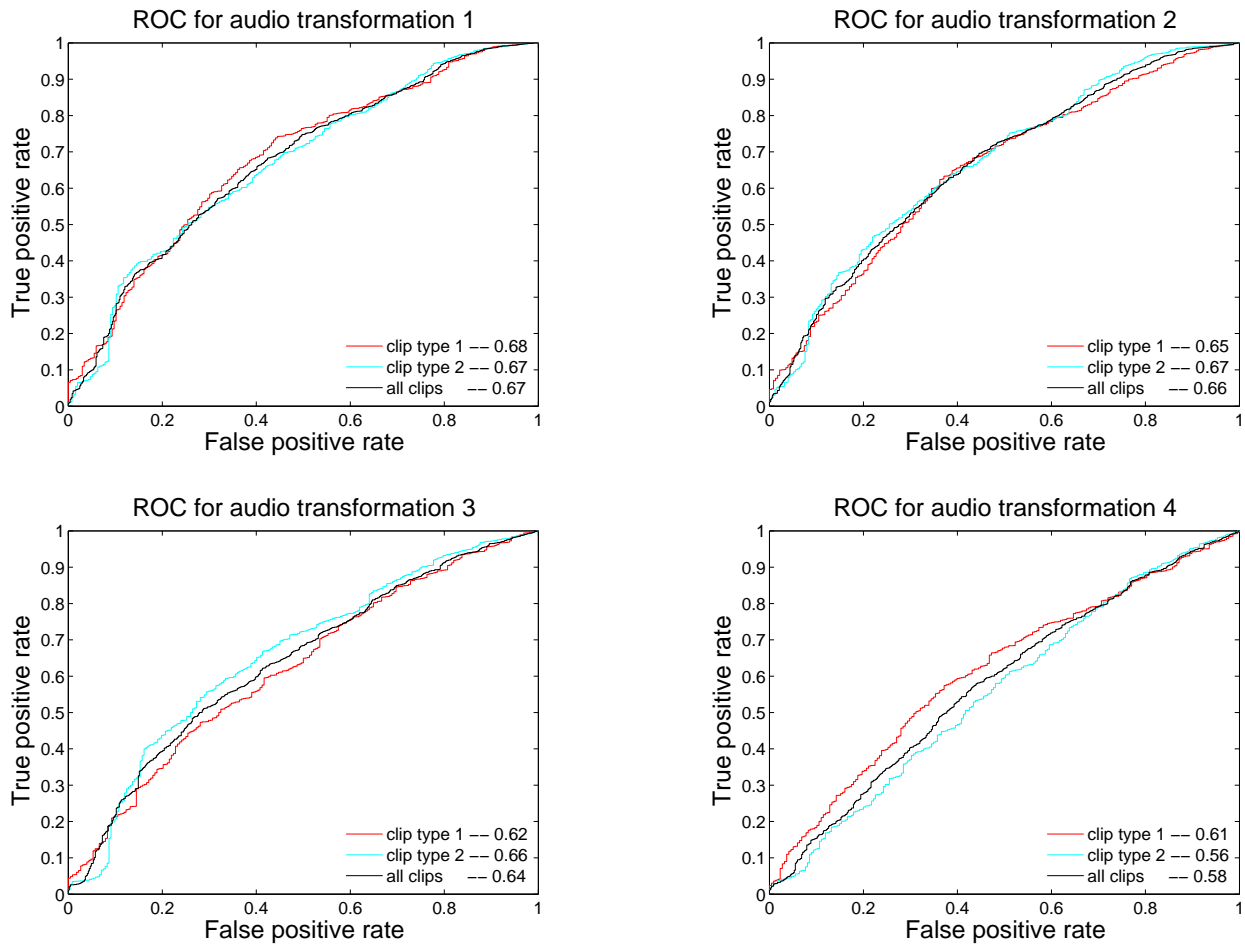 ROC for audio transformation 1
1
0.9
0.8
0.7
0.6
0.5
0.4
0.3
0.2
0.1
0
True positive rate
clip type 1 −− 0.68
clip type 2 −− 0.67
all clips −− 0.67
0 0.2 0.4 0.6 0.8 1
False positive rate
ROC for audio transformation 2
1
0.9
0.8
0.7
0.6
0.5
0.4
0.3
0.2
0.1
0
True positive rate
clip type 1 −− 0.65
clip type 2 −− 0.67
all clips −− 0.66
0 0.2 0.4 0.6 0.8 1
False positive rate
ROC for audio transformation 3
1
0.9
0.8
0.7
0.6
0.5
0.4
0.3
0.2
0.1
0
True positive rate
clip type 1 −− 0.62
clip type 2 −− 0.66
all clips −− 0.64
0 0.2 0.4 0.6 0.8 1
False positive rate
ROC for audio transformation 4
1
0.9
0.8
0.7
0.6
0.5
0.4
0.3
0.2
0.1
0
True positive rate
clip type 1 −− 0.61
clip type 2 −− 0.56
all clips −− 0.58
0 0.2 0.4 0.6 0.8 1
False positive rate